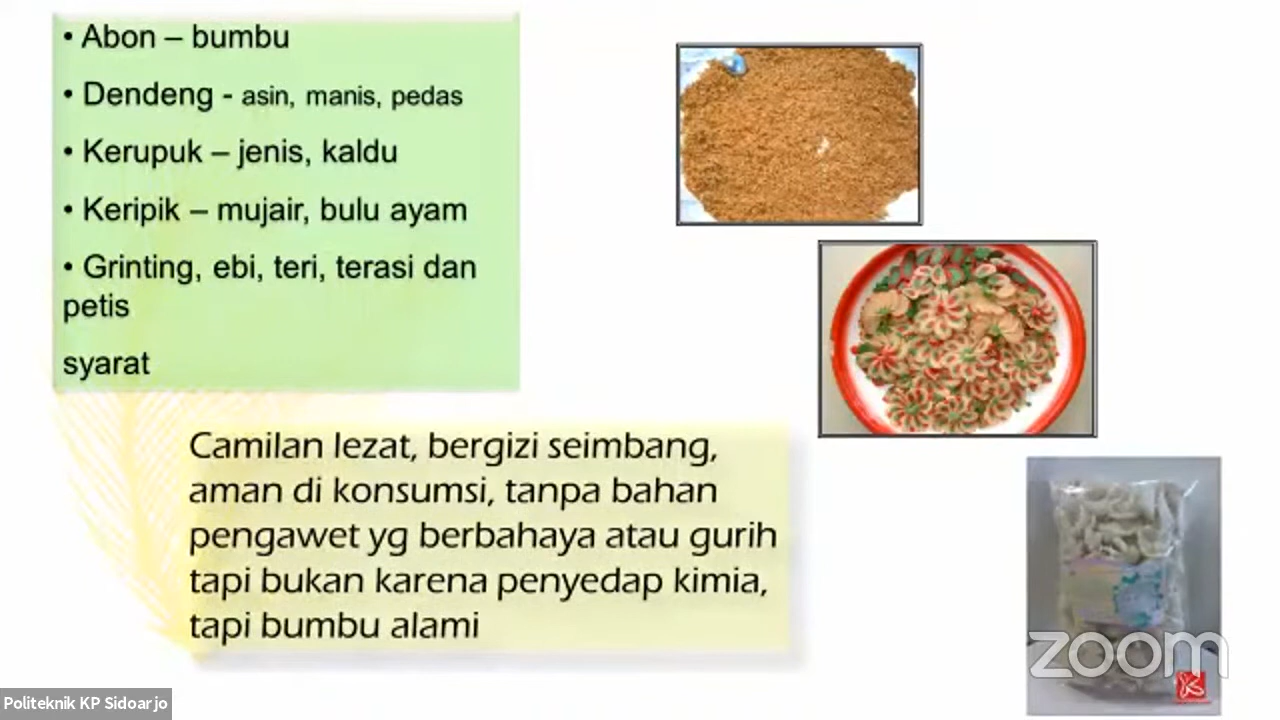 • Abon – bumbu
• Dendeng - asin, manis, pedas
• Kerupuk – jenis, kaldu
• Keripik – mujair, bulu ayam
• Grinting, ebi, teri, terasi dan
petis
syarat
Camilan lezat, bergizi seimbang,
aman di konsumsi, tanpa bahan
pengawet yg berbahaya atau gurih
tapi bukan karena penyedap kimia,
tapi bumbu alami
zoom
Politeknik KP Sidoarjo